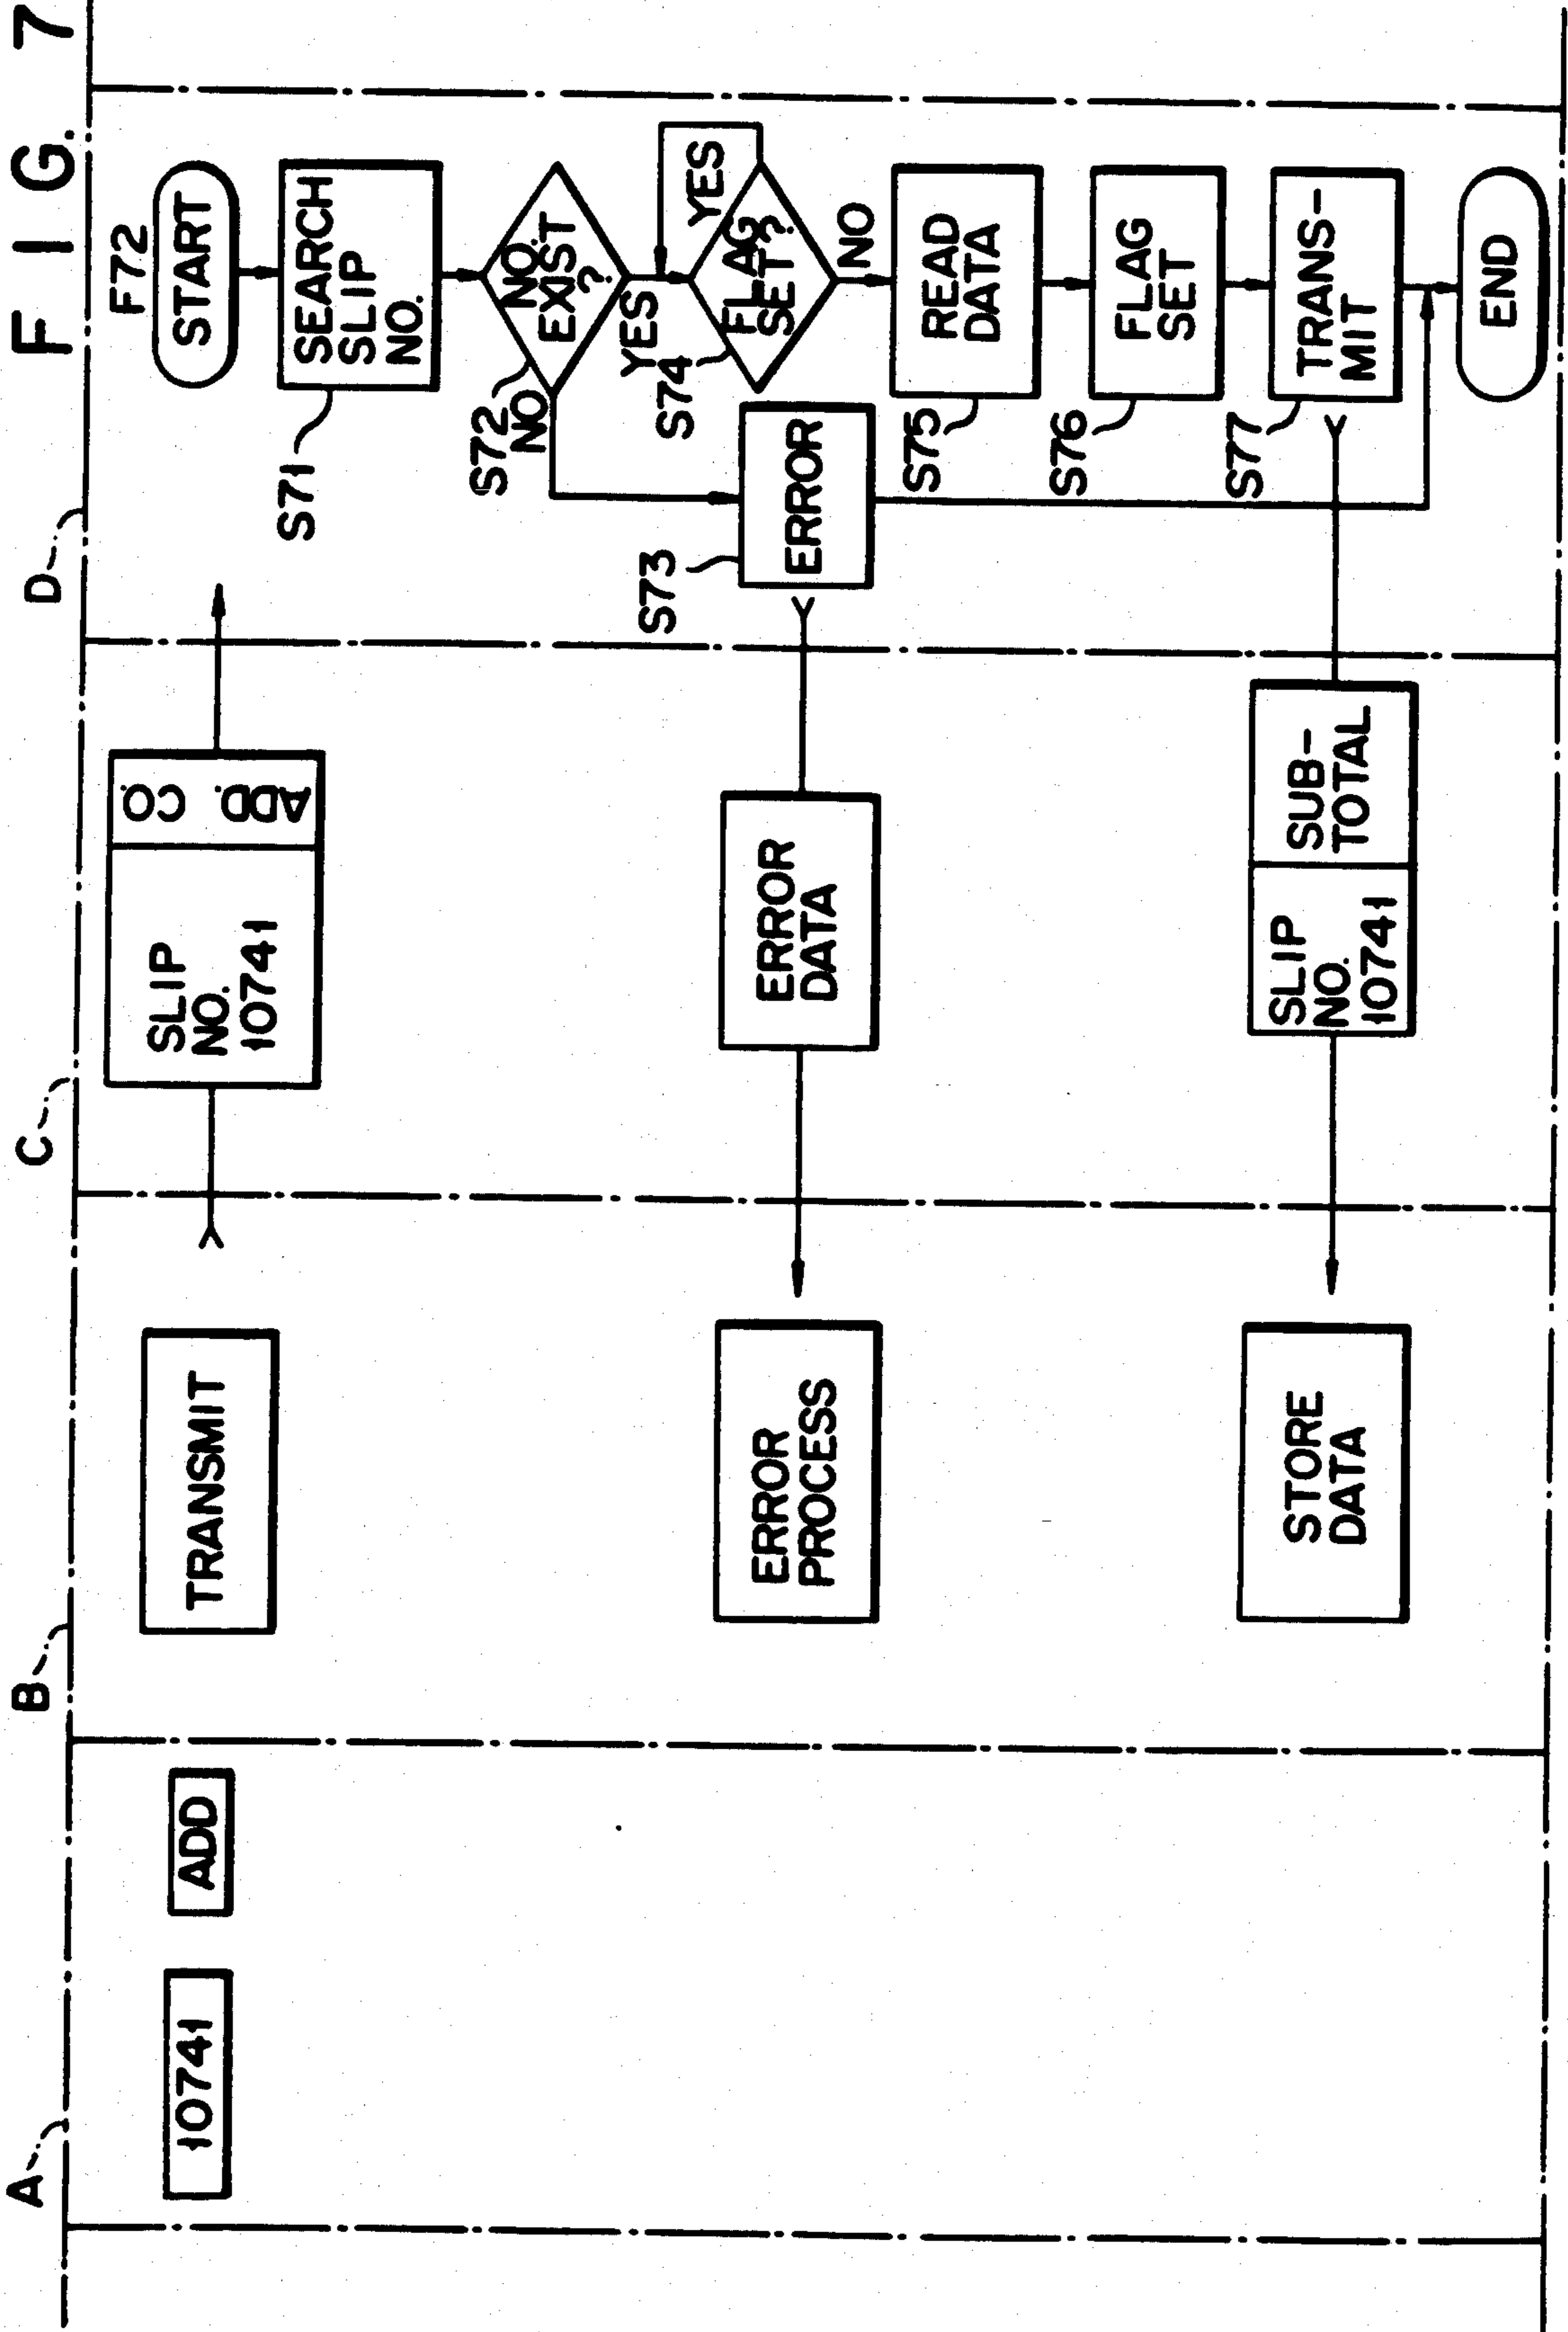 FIG. 7
A
B
C
D
10741
ADD
TRANSMIT
SLIP
NO.
10741
ADD. CO.
F72
START
SEARCH
SLIP
NO.
S71
NO.
EXIST
?
S72
NO
YES
FLAG
SET?
S74
YES
NO
ERROR
PROCESS
ERROR
DATA
ERROR
S73
READ
DATA
S75
FLAG
SET
S76
STORE
DATA
SLIP
NO.
10741
SUB-
TOTAL
TRANS-
MIT
S77
END